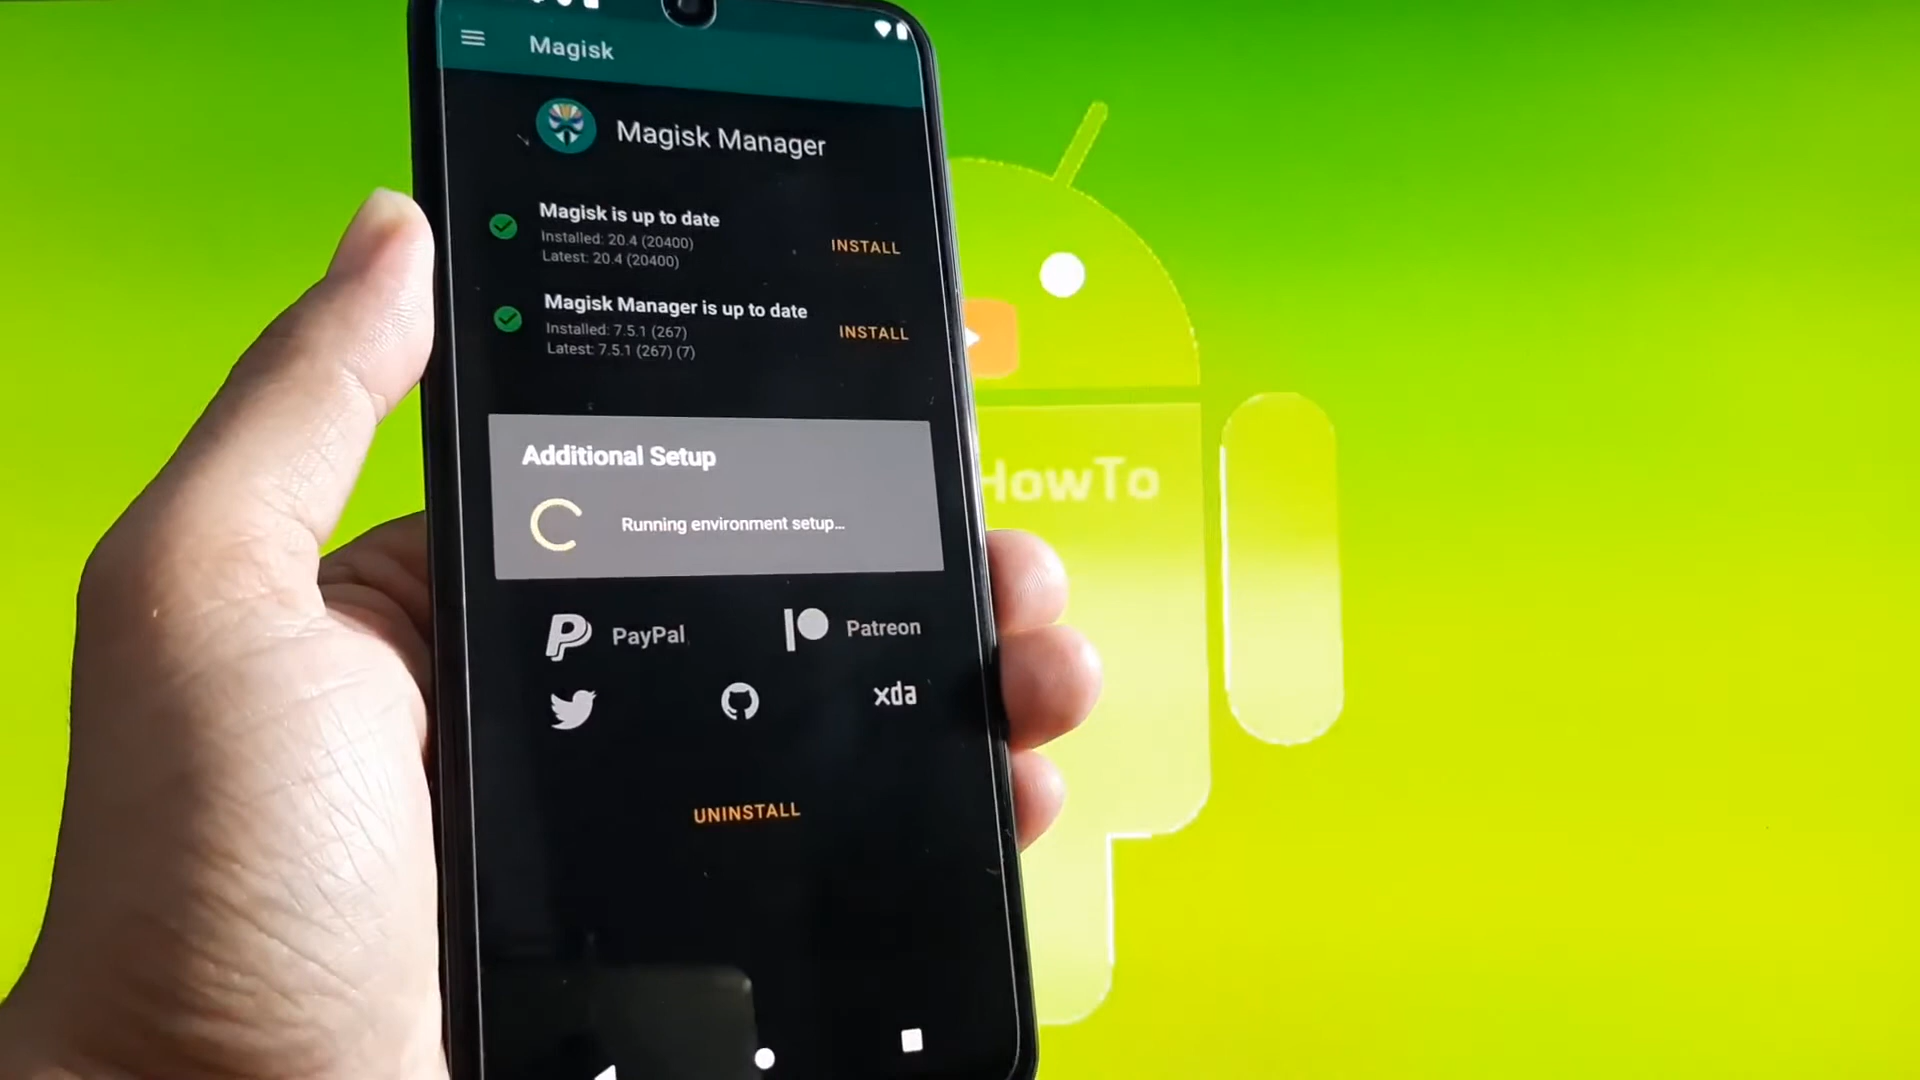 Magisk
Magisk Manager
Magisk is up to date
Installed: 20.4 (20400)
Latest: 20.4 (20400)
INSTALL
Magisk Manager is up to date
Installed: 7.5.1 (267)
Latest: 7.5.1 (267) (7)
INSTALL
Additional Setup
Running environment setup...
PayPal
Patreon
xda
UNINSTALL
HowTo